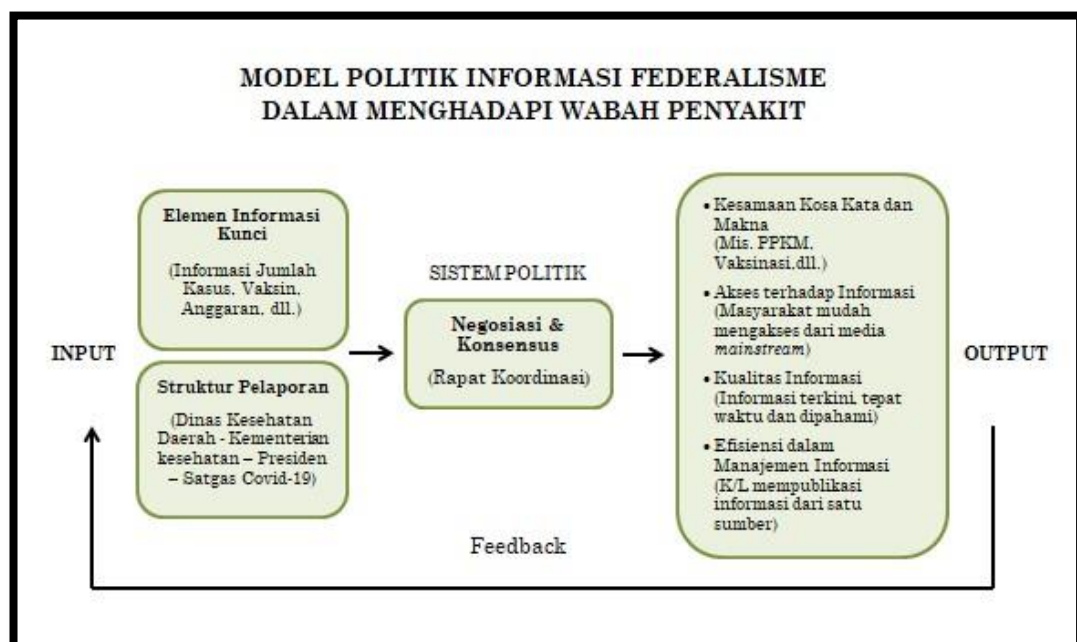 MODEL POLITIK INFORMASI FEDERALISME
DALAM MENGHADAPI WABAH PENYAKIT
INPUT
Elemen Informasi
Kunci
(Informasi Jumlah
Kasus, Vaksin,
Anggaran, dll.)
Struktur Pelaporan
(Dinas Kesehatan
Daerah - Kementerian
kesehatan – Presiden
– Satgas Covid-19)
SISTEM POLITIK
Negosiasi &
Konsensus
(Rapat Koordinasi)
• Kesamaan Kosa Kata dan
Makna
(Mis. PPKM,
Vaksinasi,dll.)
• Akses terhadap Informasi
(Masyarakat mudah
mengakses dari media
mainstream)
• Kualitas Informasi
(Informasi terkini, tepat
waktu dan dipahami)
• Efisiensi dalam
Manajemen Informasi
(K/L mempublikasi
informasi dari satu
sumber)
OUTPUT
Feedback